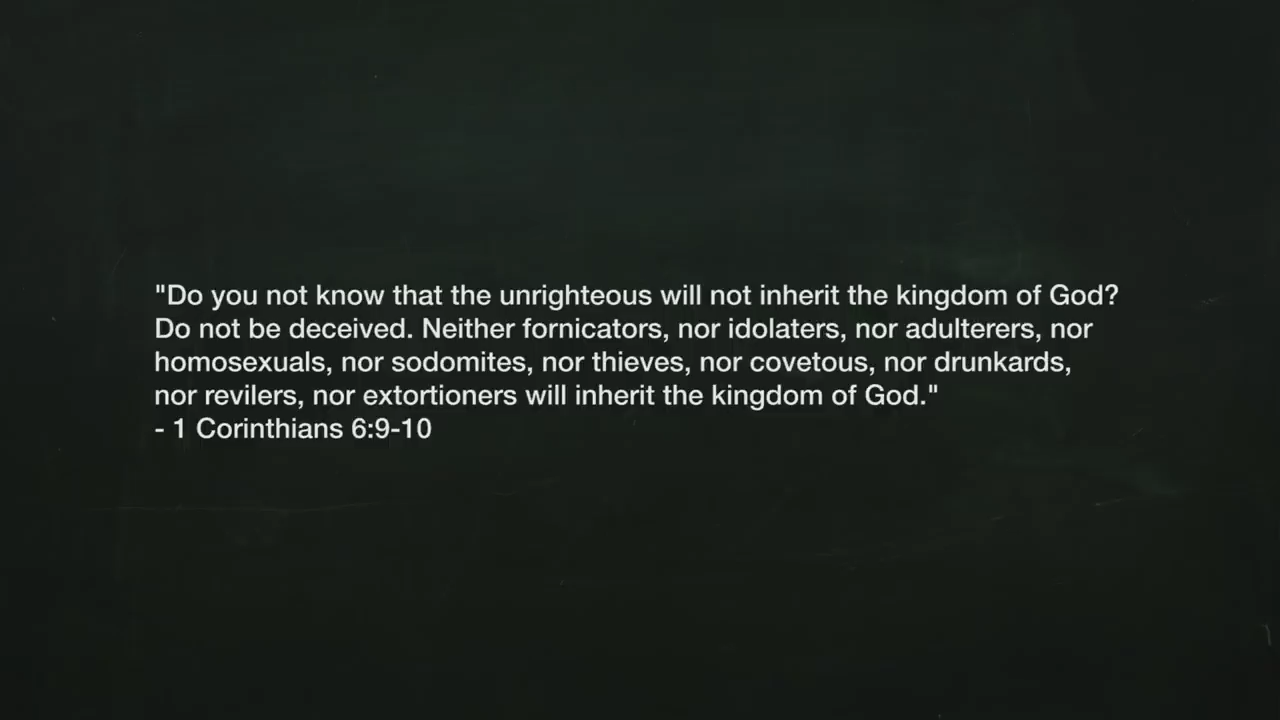 "Do you not know that the unrighteous will not inherit the kingdom of God?
Do not be deceived. Neither fornicators, nor idolaters, nor adulterers, nor
homosexuals, nor sodomites, nor thieves, nor covetous, nor drunkards,
nor revilers, nor extortioners will inherit the kingdom of God."
- 1 Corinthians 6:9-10